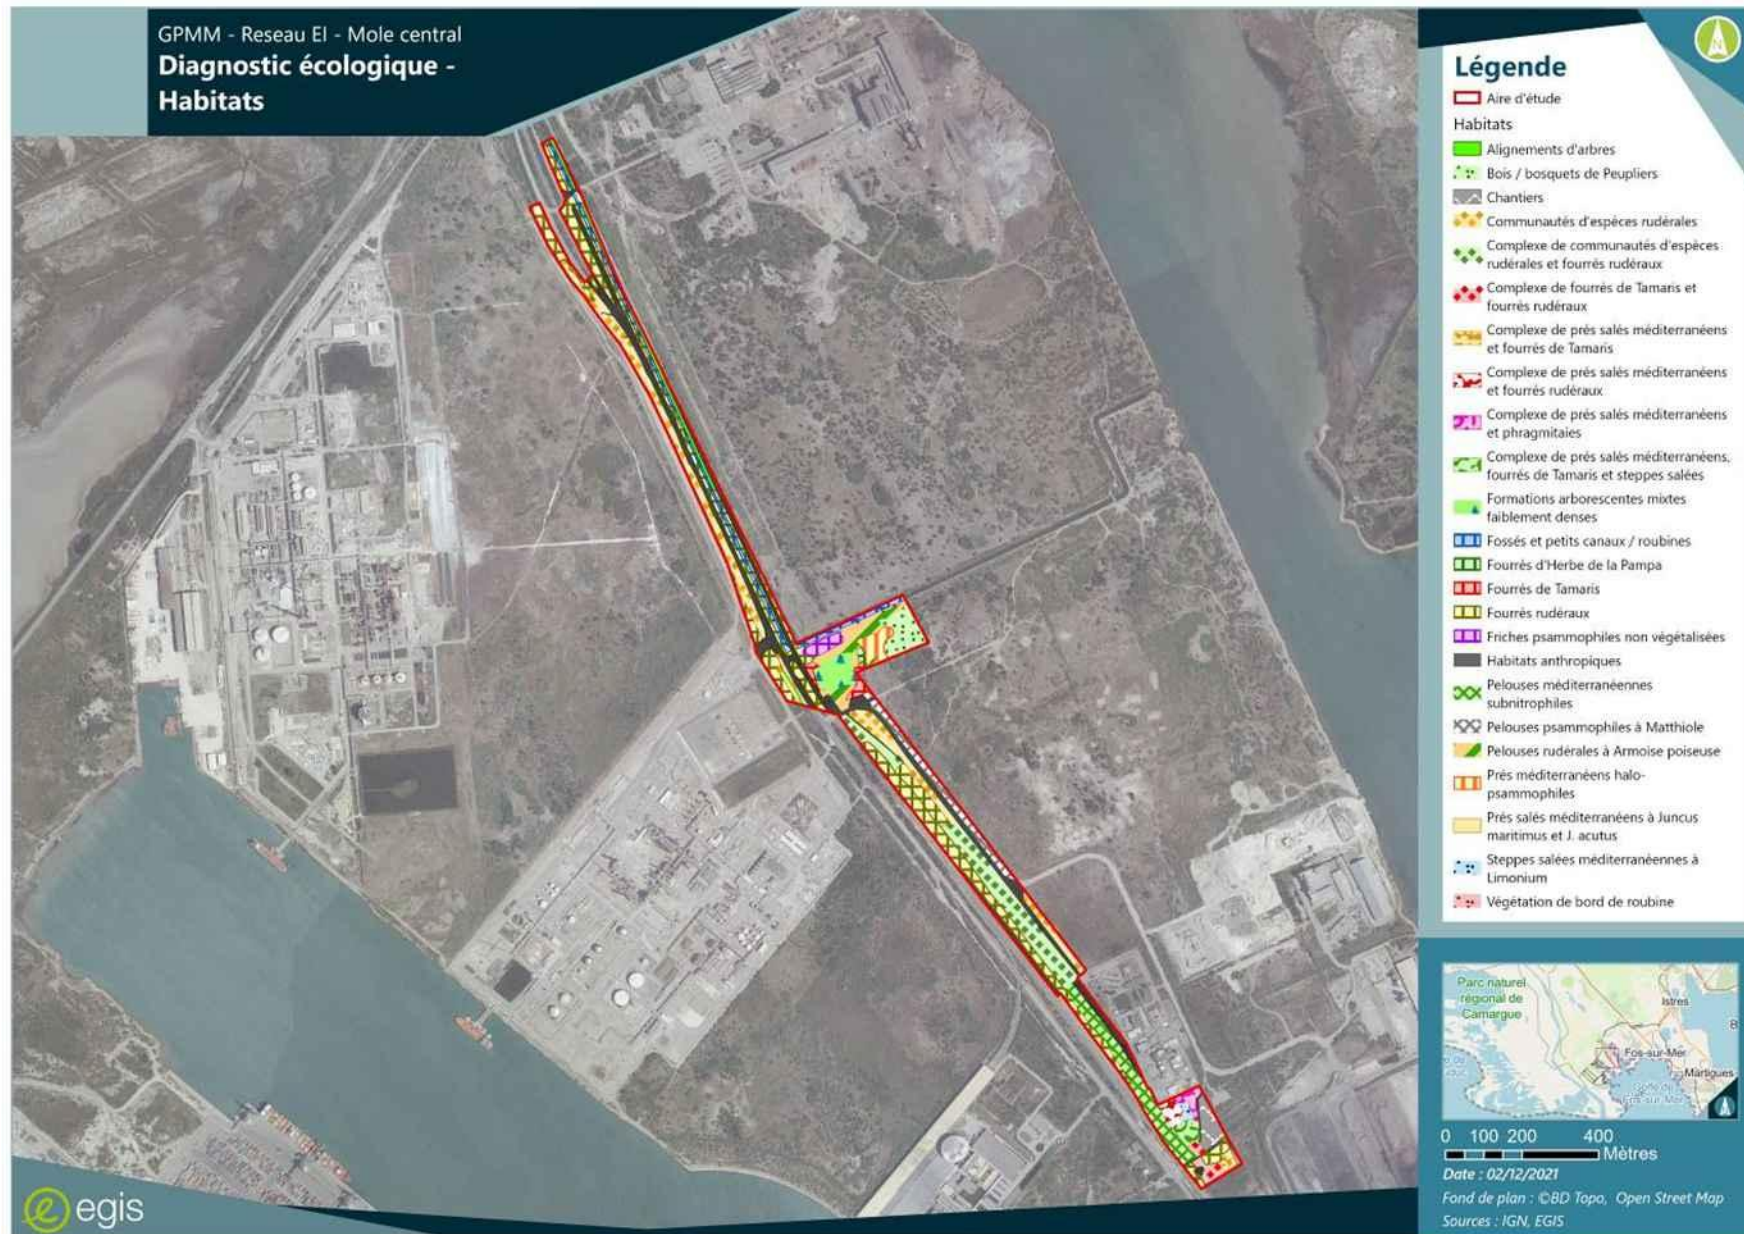 GPMM - Reseau EI - Mole central
Diagnostic écologique -
Habitats
Légende
Aire d'étude
Habitats
Alignements d'arbres
Bois / bosquets de Peupliers
Chantiers
Communautés d'espèces rudérales
Complexe de communautés d'espèces
rudérales et fourrés rudéraux
Complexe de fourrés de Tamaris et
fourrés rudéraux
Complexe de prés salés méditerranéens
et fourrés de Tamaris
Complexe de prés salés méditerranéens
et fourrés rudéraux
Complexe de prés salés méditerranéens
et phragmitaies
Complexe de prés salés méditerranéens,
fourrés de Tamaris et steppes salées
Formations arborescentes mixtes
faiblement denses
Fossés et petits canaux / roubines
Fourrés d'Herbe de la Pampa
Fourrés de Tamaris
Fourrés rudéraux
Friches psammophiles non végétalisées
Habitats anthropiques
Pelouses méditerranéennes
subnitrophiles
Pelouses psammophiles à Matthiole
Pelouses rudérales à Armoise poiseuse
Prés méditerranéens halo-
psammophiles
Prés salés méditerranéens à Juncus
maritimus et J. acutus
Steppes salées méditerranéennes à
Limonium
Végétation de bord de roubine
Parc naturel
régional de
Camargue
Istres
Fos-sur-Mer
Martigues
Golfe de
Fos-sur-Mer
0 100 200 400
Mètres
Date : 02/12/2021
Fond de plan : ©BD Topo, Open Street Map
Sources : IGN, EGIS
egis